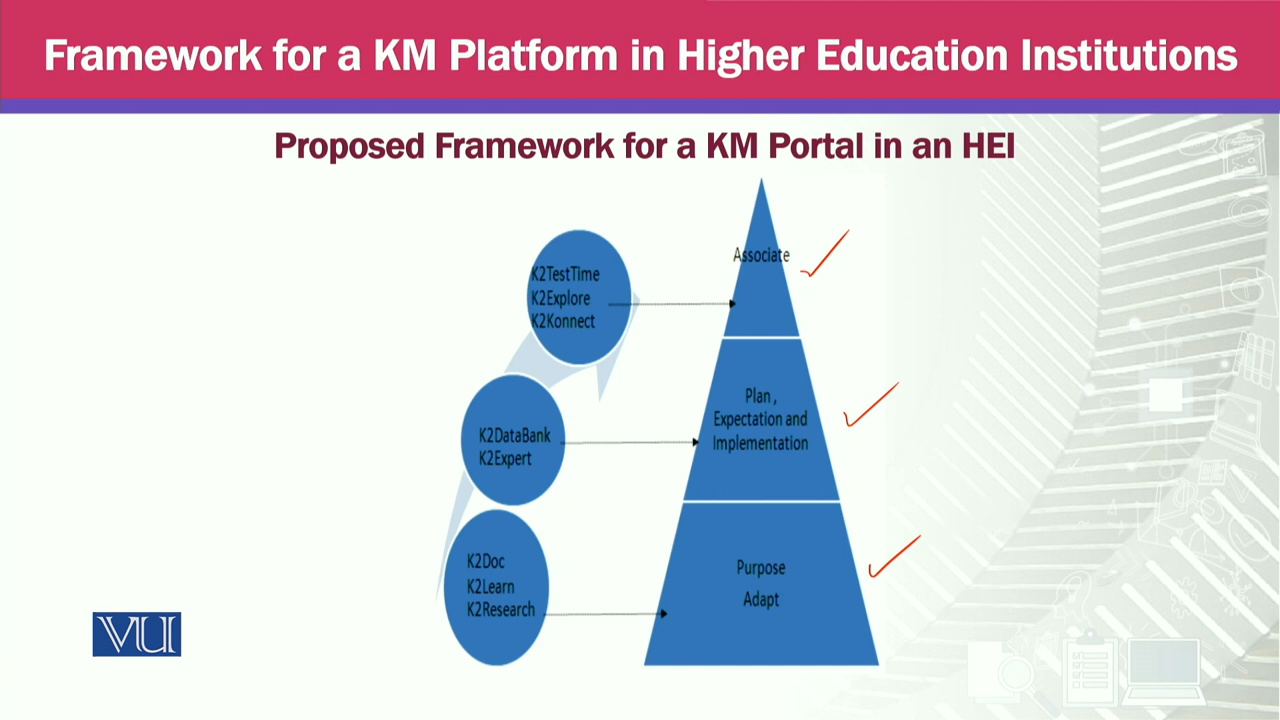 Framework for a KM Platform in Higher Education Institutions
Proposed Framework for a KM Portal in an HEI
Associate
K2TestTime
K2Explore
K2Konnect
Plan ,
Expectation and
Implementation
K2DataBank
K2Expert
Purpose
Adapt
K2Doc
K2Learn
K2Research
VU